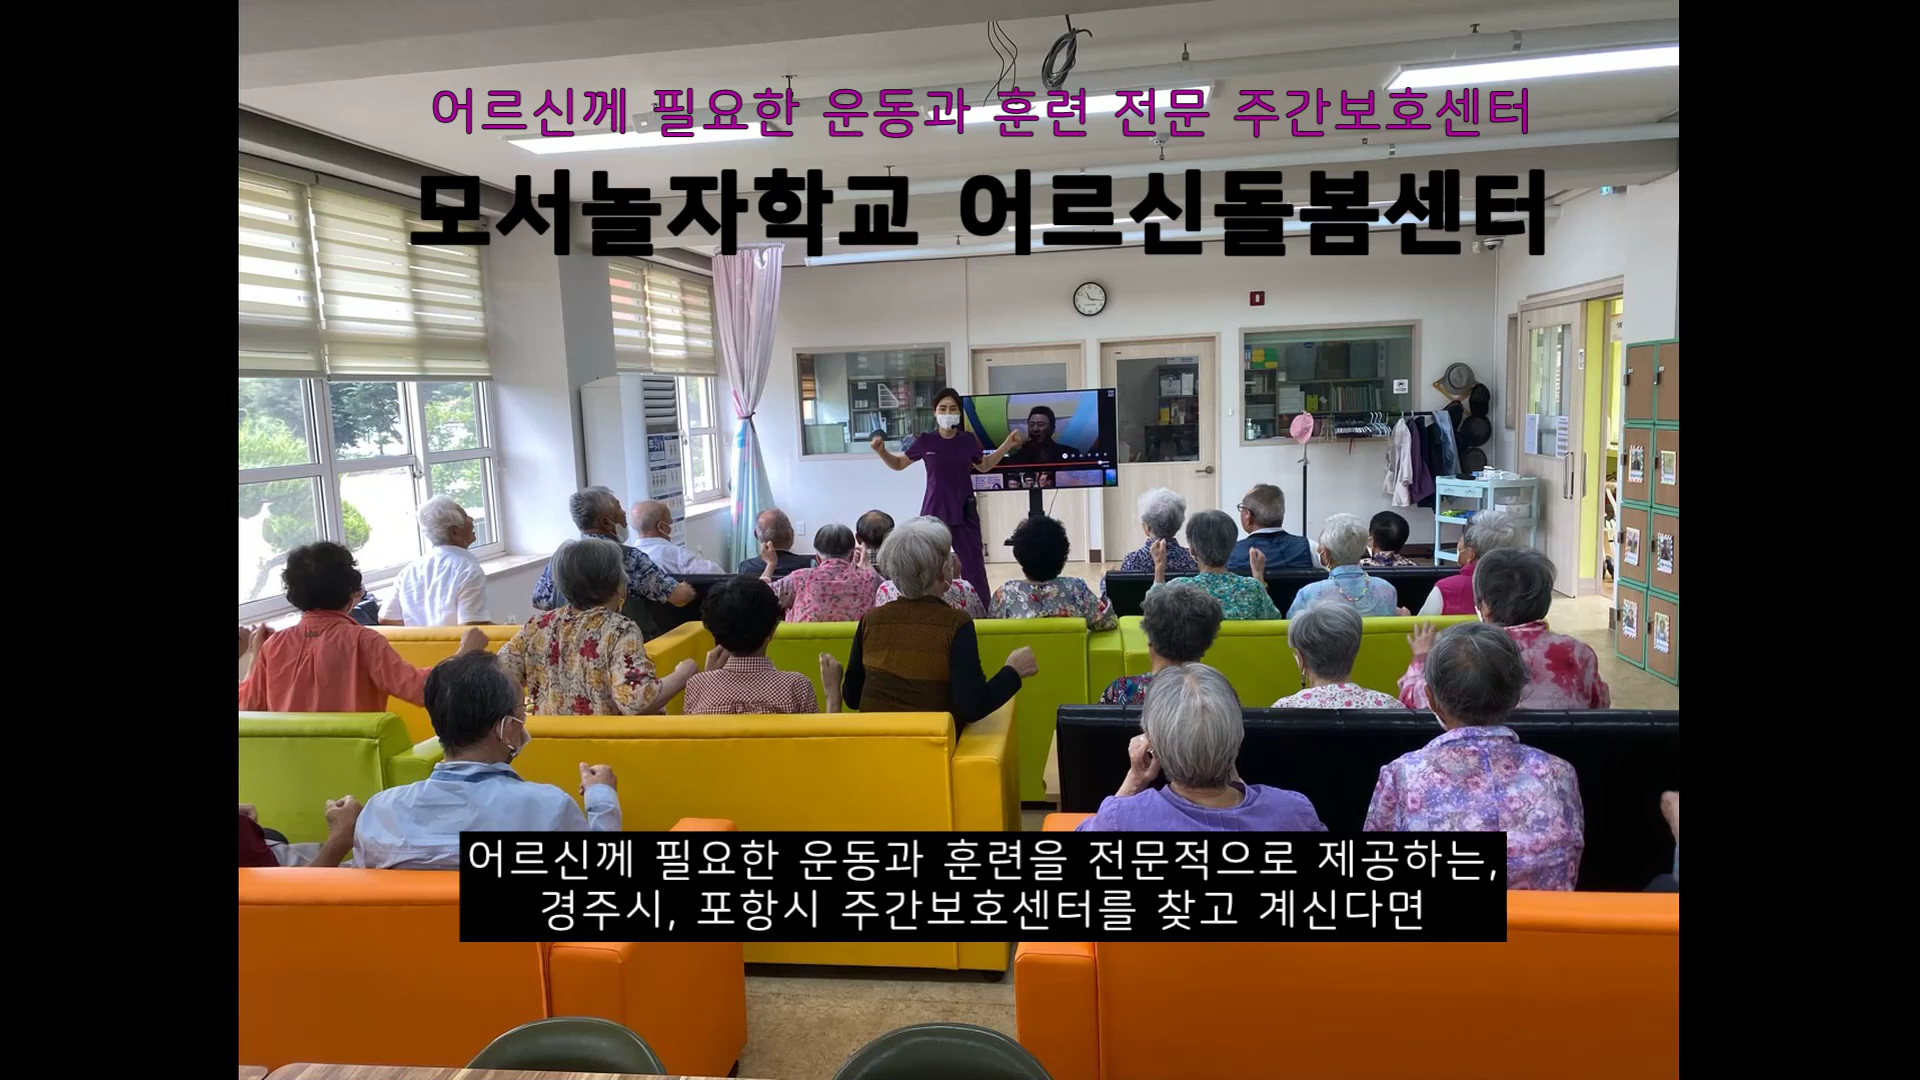 어르신께 필요한 운동과 훈련 전문 주간보호센터
모서놀자학교 어르신돌봄센터
어르신께 필요한 운동과 훈련을 전문적으로 제공하는,
경주시, 포항시 주간보호센터를 찾고 계신다면